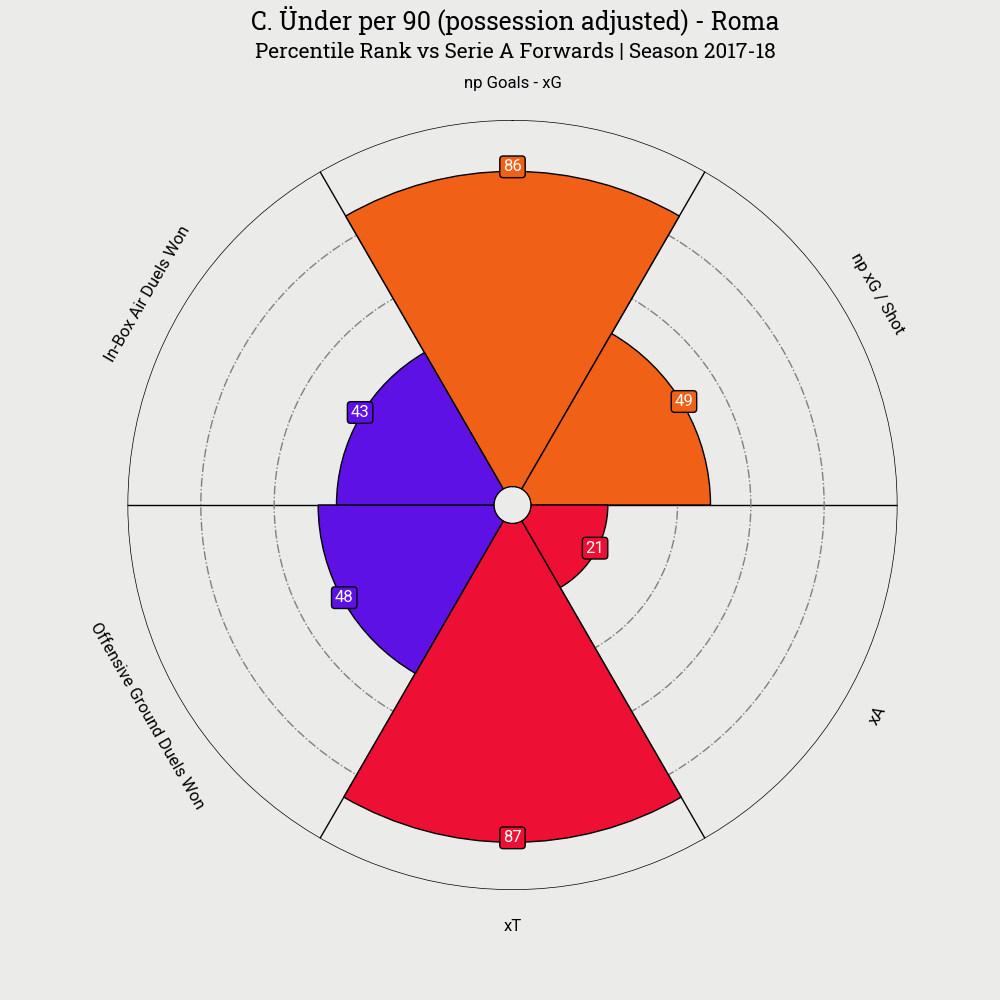 C. Ünder per 90 (possession adjusted) - Roma
Percentile Rank vs Serie A Forwards | Season 2017-18
np Goals - xG
86
np xG / Shot
49
xA
21
xT
87
Offensive Ground Duels Won
48
In-Box Air Duels Won
43